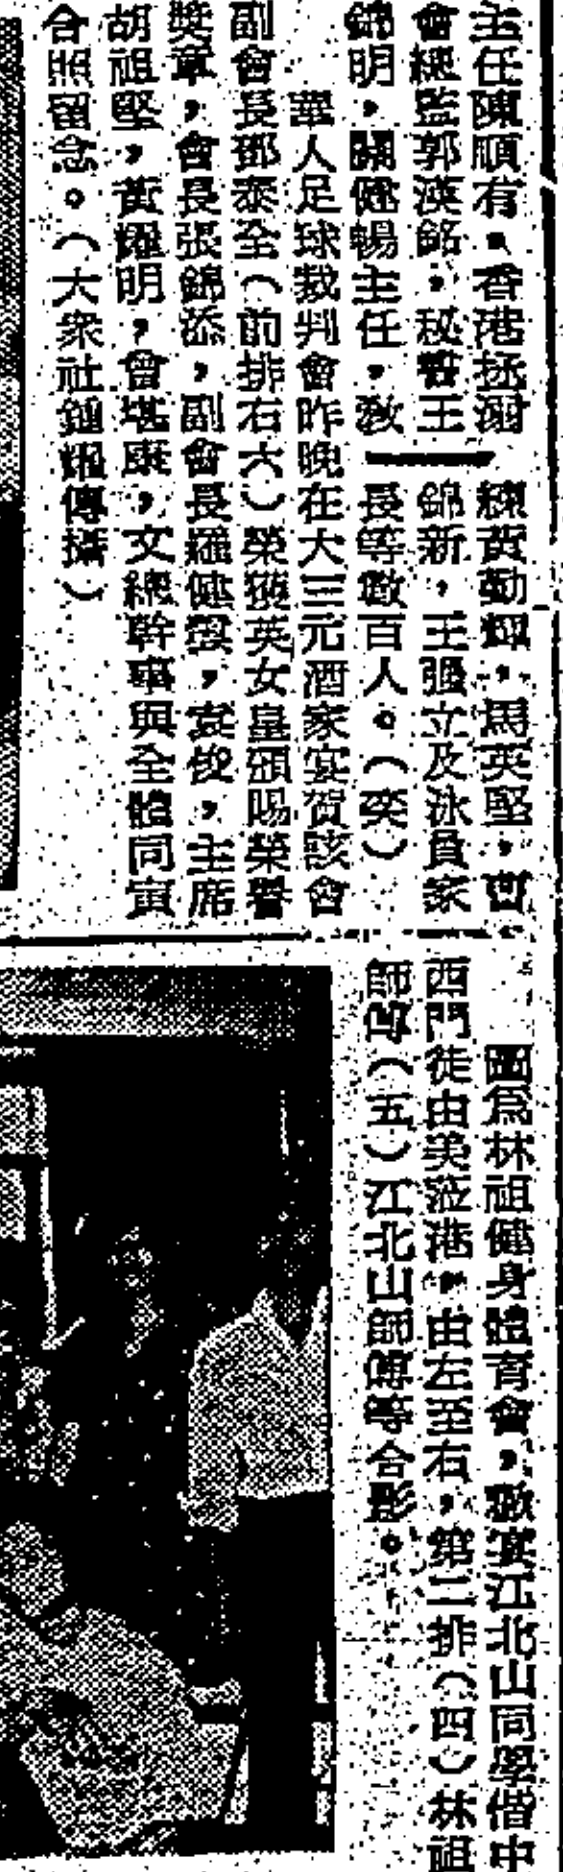 主任陳順有，香港拯溺
會總監郭漢銘，秘書王
錦明，關健暢主任，教
練黃勤輝，馬英堅，曹
錦新，王强立及泳員家
長等數百人。（奕）
華人足球裁判會昨晚在大三元酒家宴賀該會
副會長鄧泰全（前排右六）榮獲英女皇頒賜榮譽
獎章，會長張錦添，副會長羅健雲，袁俊，主席
胡祖堅，黃耀明，曾堪康，文總幹事與全體同寅
合照留念。（大衆社鍾耀傳攝）
圖爲林祖健身體育會，歡宴江北山同學偕中
西門徒由美蒞港。由左至右，第二排（四）林祖
師（五）江北山師傅等合影。